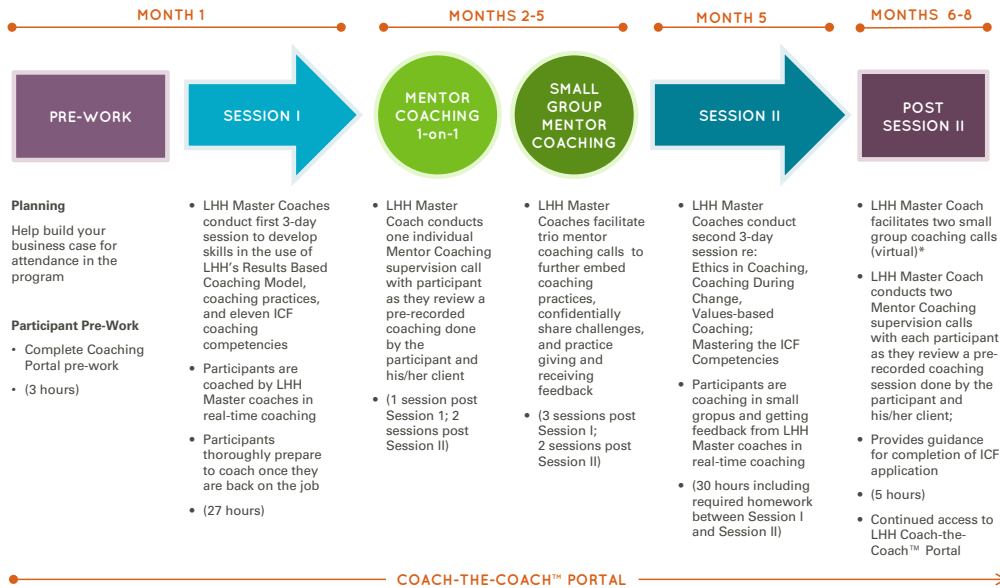 MONTH 1
MONTHS 2-5
MONTH 5
MONTHS 6-8
PRE-WORK
SESSION I
MENTOR
COACHING
1-on-1
SMALL
GROUP
MENTOR
COACHING
SESSION II
POST
SESSION II
Planning
Help build your
business case for
attendance in the
program
Participant Pre-Work
• Complete Coaching
Portal pre-work
• (3 hours)
• LHH Master Coaches
conduct first 3-day
session to develop
skills in the use of
LHH's Results Based
Coaching Model,
coaching practices,
and eleven ICF
coaching
competencies
• Participants are
coached by LHH
Master coaches in
real-time coaching
• Participants
thoroughly prepare
to coach once they
are back on the job
• (27 hours)
• LHH Master
Coach conducts
one individual
Mentor Coaching
supervision call
with participant
as they review a
pre-recorded
coaching done
by the
participant and
his/her client
• (1 session post
Session 1; 2
sessions post
Session II)
• LHH Master
Coaches facilitate
trio mentor
coaching calls to
further embed
coaching
practices,
confidentially
share challenges,
and practice
giving and
receiving
feedback
• (3 sessions post
Session I;
2 sessions post
Session II)
• LHH Master
Coaches conduct
second 3-day
session re:
Ethics in Coaching,
Coaching During
Change,
Values-based
Coaching;
Mastering the ICF
Competencies
• Participants are
coaching in small
gropus and getting
feedback from LHH
Master coaches in
real-time coaching
• (30 hours including
required homework
between Session I
and Session II)
• LHH Master Coach
facilitates two small
group coaching calls
(virtual)*
• LHH Master Coach
conducts two
Mentor Coaching
supervision calls
with each participant
as they review a pre-
recorded coaching
session done by the
participant and
his/her client;
• Provides guidance
for completion of ICF
application
• (5 hours)
• Continued access to
LHH Coach-the-
Coach™ Portal
COACH-THE-COACH™ PORTAL